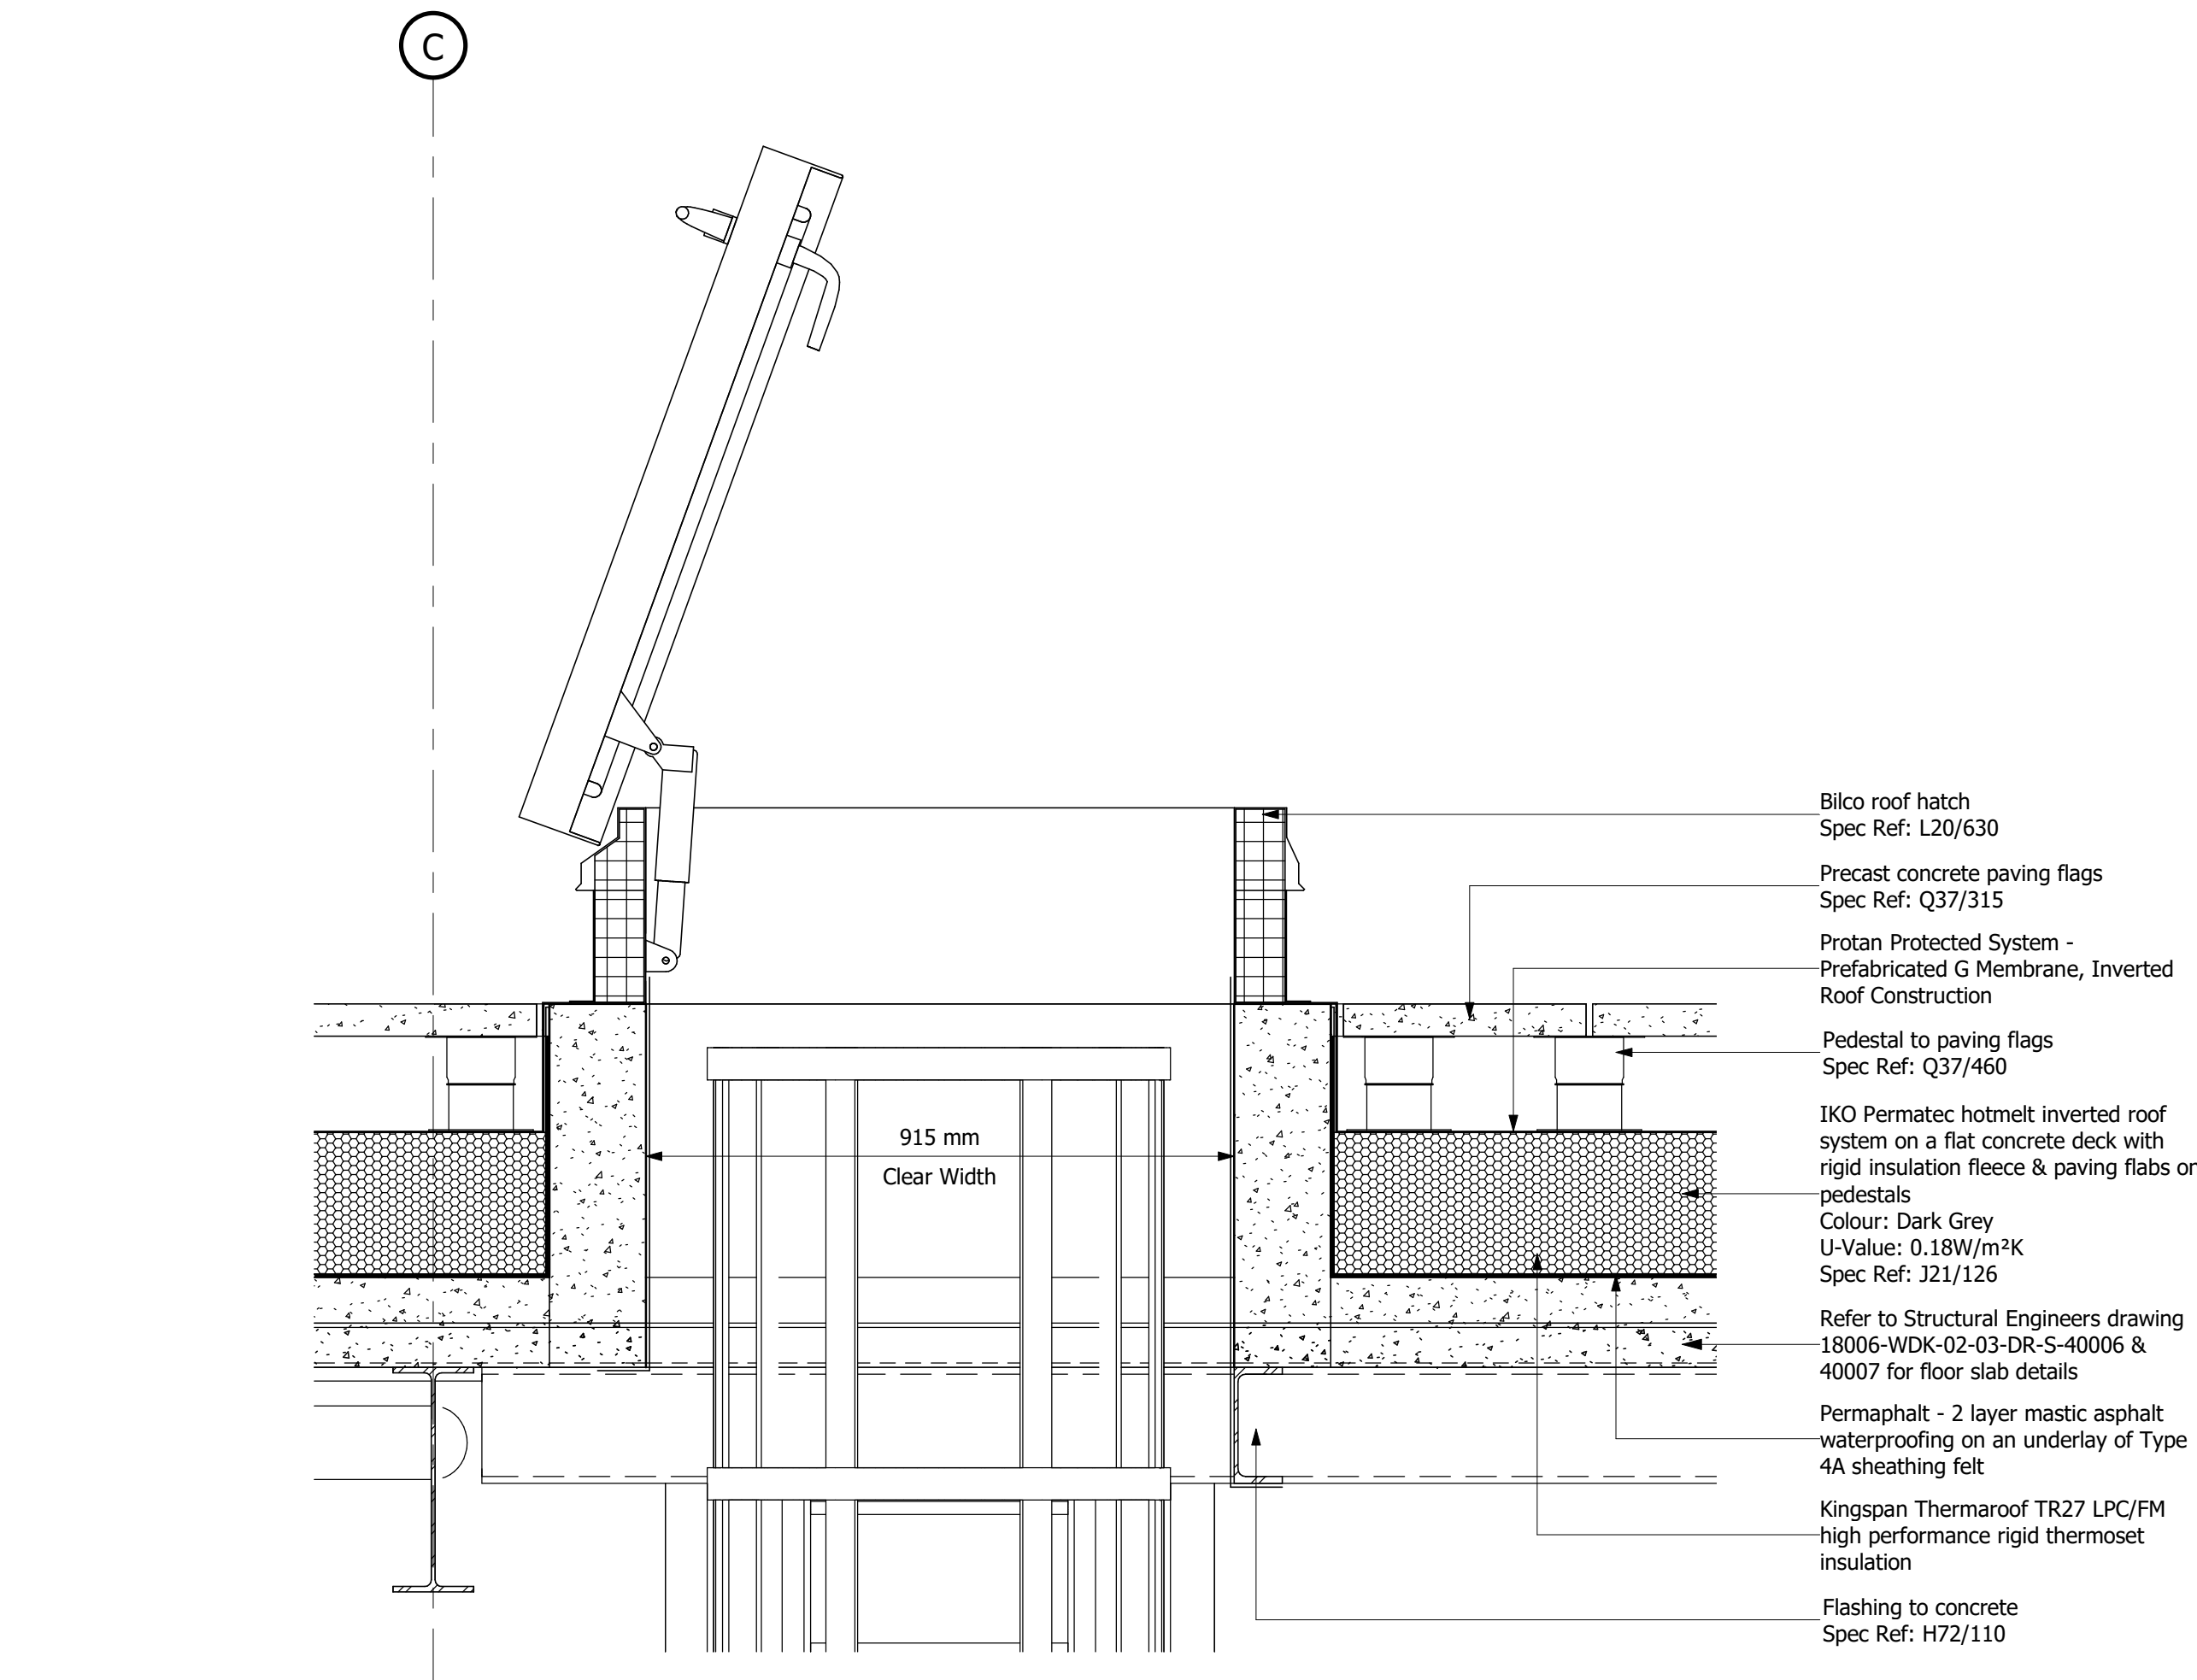 C
Bilco roof hatch
Spec Ref: L20/630
Precast concrete paving flags
Spec Ref: Q37/315
Protan Protected System -
Prefabricated G Membrane, Inverted
Roof Construction
Pedestal to paving flags
Spec Ref: Q37/460
915 mm
Clear Width
IKO Permatec hotmelt inverted roof
system on a flat concrete deck with
rigid insulation fleece & paving flabs on
pedestals
Colour: Dark Grey
U-Value: 0.18W/m²K
Spec Ref: J21/126
Refer to Structural Engineers drawing
18006-WDK-02-03-DR-S-40006 &
40007 for floor slab details
Permaphalt - 2 layer mastic asphalt
waterproofing on an underlay of Type
4A sheathing felt
Kingspan Thermaroof TR27 LPC/FM
high performance rigid thermoset
insulation
Flashing to concrete
Spec Ref: H72/110